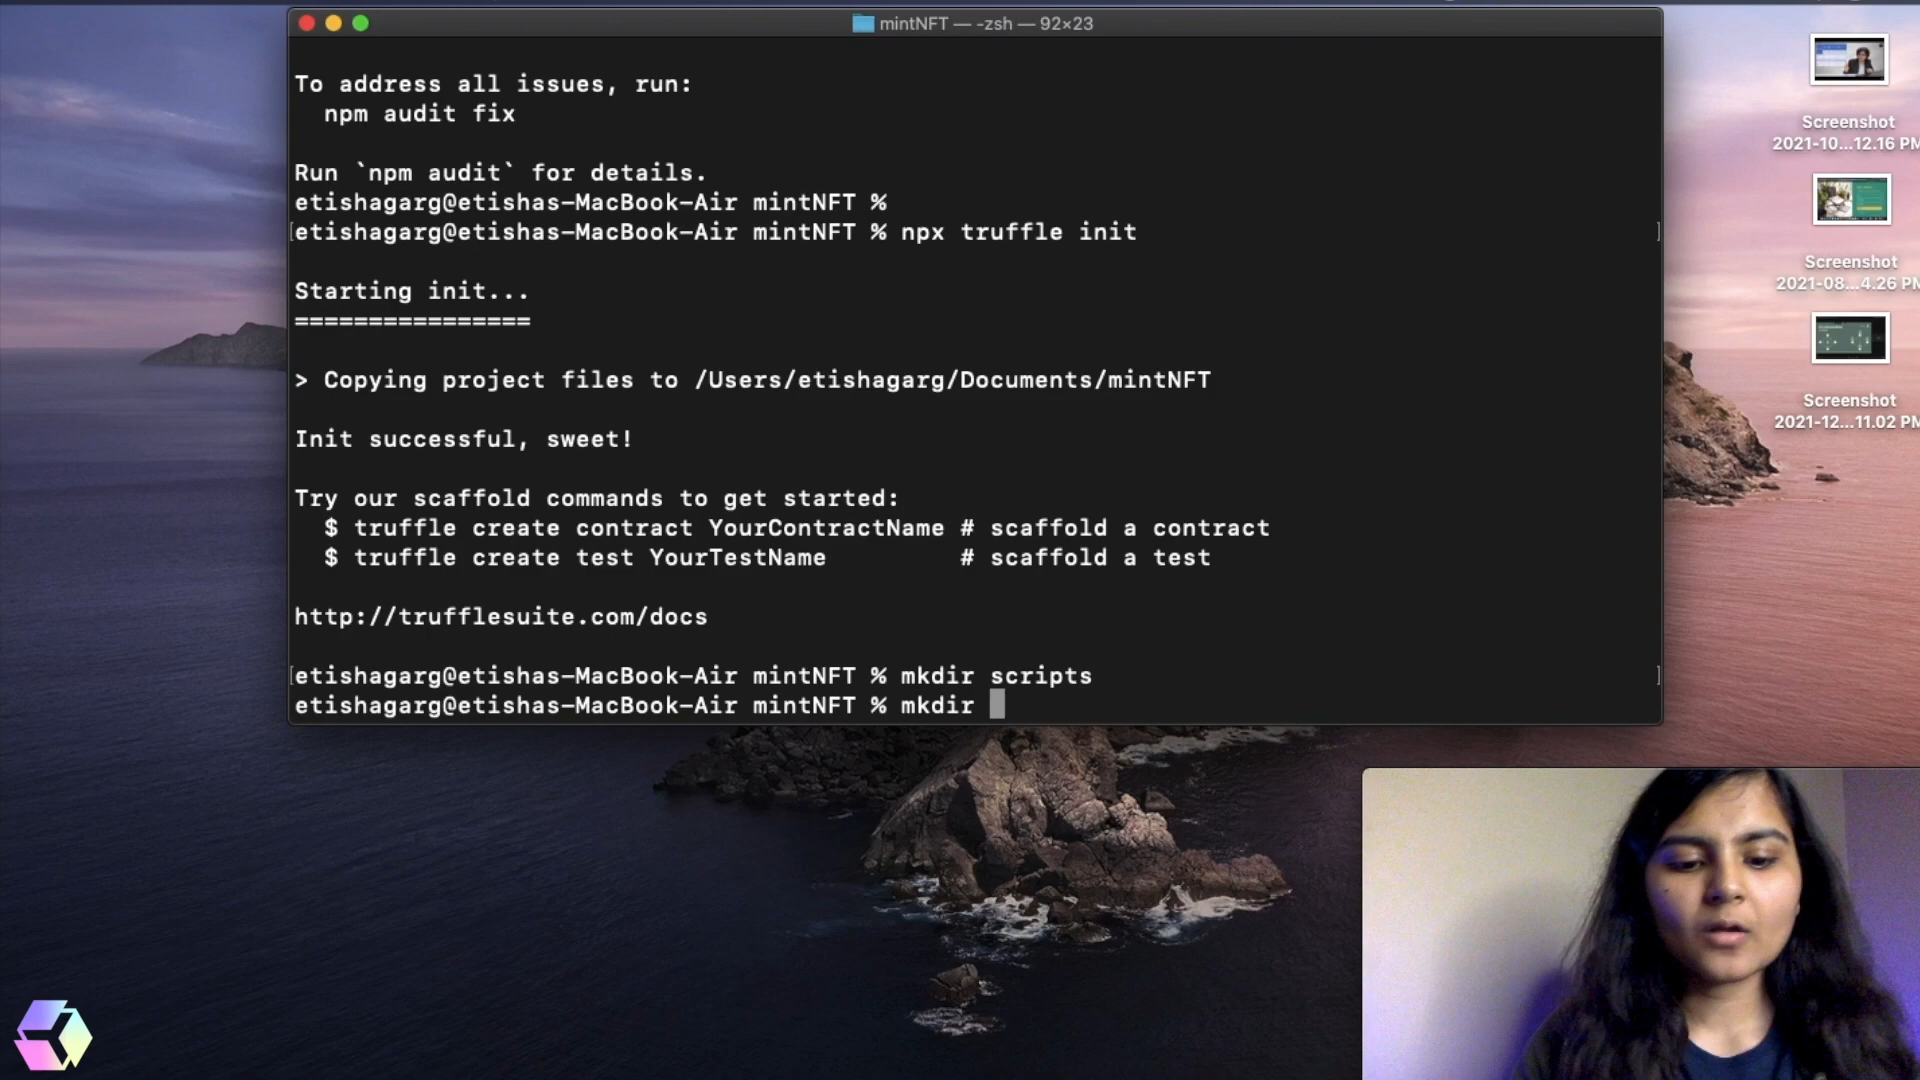 mintNFT — -zsh — 92×23
To address all issues, run:
npm audit fix
Run `npm audit` for details.
etishagarg@etishas-MacBook-Air mintNFT %
[etishagarg@etishas-MacBook-Air mintNFT % npx truffle init ]
Starting init...
================
> Copying project files to /Users/etishagarg/Documents/mintNFT
Init successful, sweet!
Try our scaffold commands to get started:
$ truffle create contract YourContractName # scaffold a contract
$ truffle create test YourTestName # scaffold a test
http://trufflesuite.com/docs
[etishagarg@etishas-MacBook-Air mintNFT % mkdir scripts ]
etishagarg@etishas-MacBook-Air mintNFT % mkdir
Screenshot
2021-10...12.16 PM
Screenshot
2021-08...4.26 PM
Screenshot
2021-12...11.02 PM